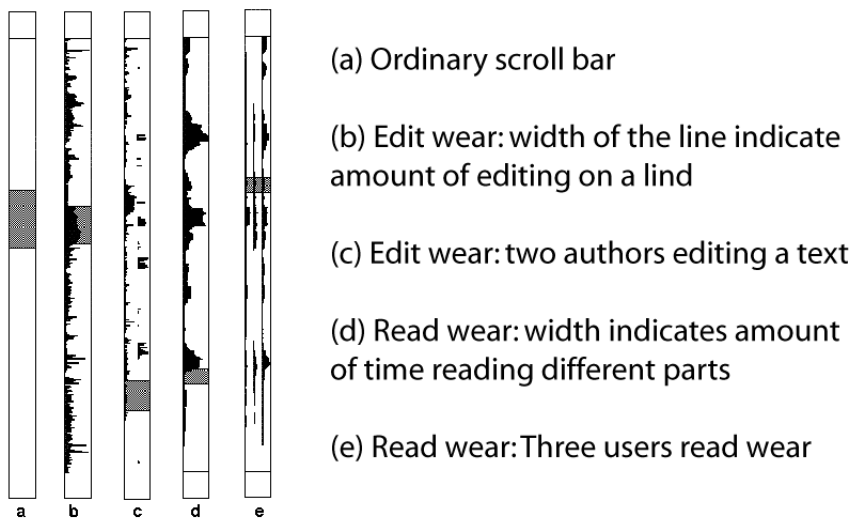 (a) Ordinary scroll bar
(b) Edit wear: width of the line indicate
amount of editing on a lind
(c) Edit wear: two authors editing a text
(d) Read wear: width indicates amount
of time reading different parts
(e) Read wear: Three users read wear
a b c d e